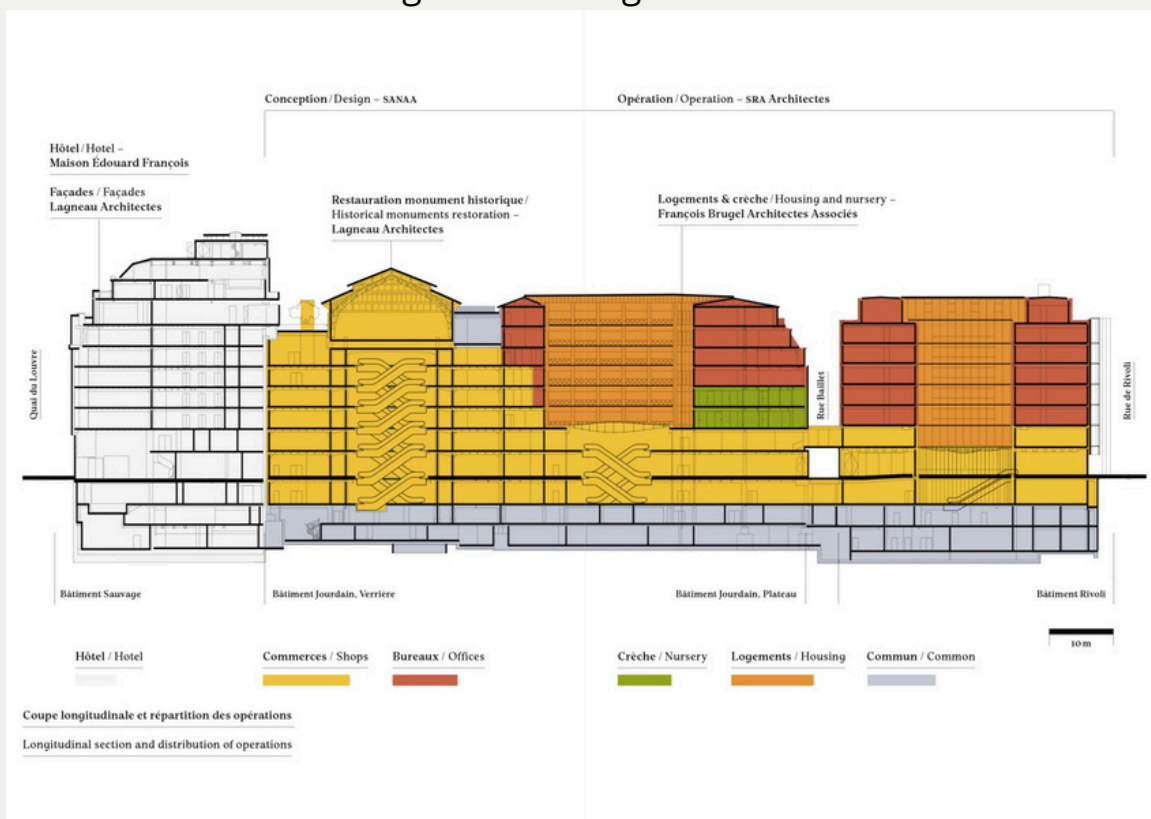 Conception / Design – SANAA
Opération / Operation – SRA Architectes
Hôtel / Hotel –
Maison Édouard François
Façades / Façades
Lagneau Architectes
Restauration monument historique /
Historical monuments restoration –
Lagneau Architectes
Logements & crèche / Housing and nursery –
François Brugel Architectes Associés
Quai du Louvre
Rue Baillet
Rue de Rivoli
Bâtiment Sauvage
Bâtiment Jourdain, Verrière
Bâtiment Jourdain, Plateau
Bâtiment Rivoli
10 m
Hôtel / Hotel
Commerces / Shops
Bureaux / Offices
Crèche / Nursery
Logements / Housing
Commun / Common
Coupe longitudinale et répartition des opérations
Longitudinal section and distribution of operations